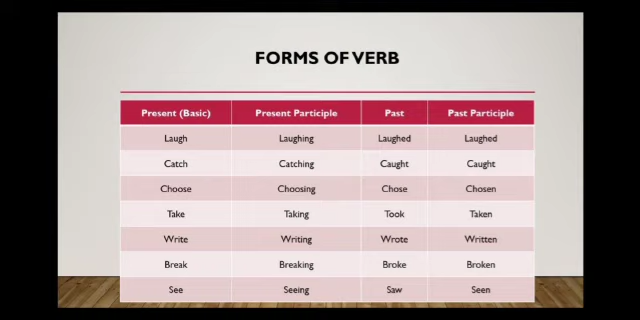 FORMS OF VERB
Present (Basic) Present Participle Past Past Participle
Laugh Laughing Laughed Laughed
Catch Catching Caught Caught
Choose Choosing Chose Chosen
Take Taking Took Taken
Write Writing Wrote Written
Break Breaking Broke Broken
See Seeing Saw Seen